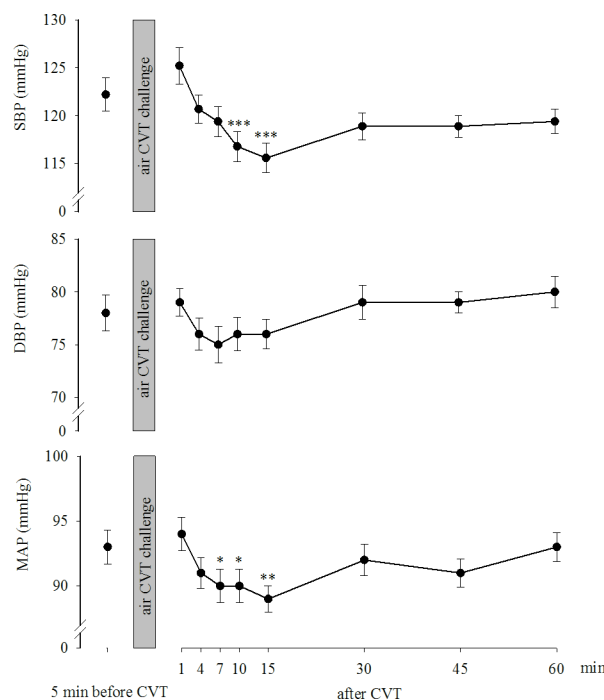 130
125
120
115
0
SBP (mmHg)
air CVT challenge
*** ***
85
80
75
70
0
DBP (mmHg)
air CVT challenge
100
95
90
0
MAP (mmHg)
air CVT challenge
* * **
1 4 7 10 15 30 45 60 min
5 min before CVT after CVT